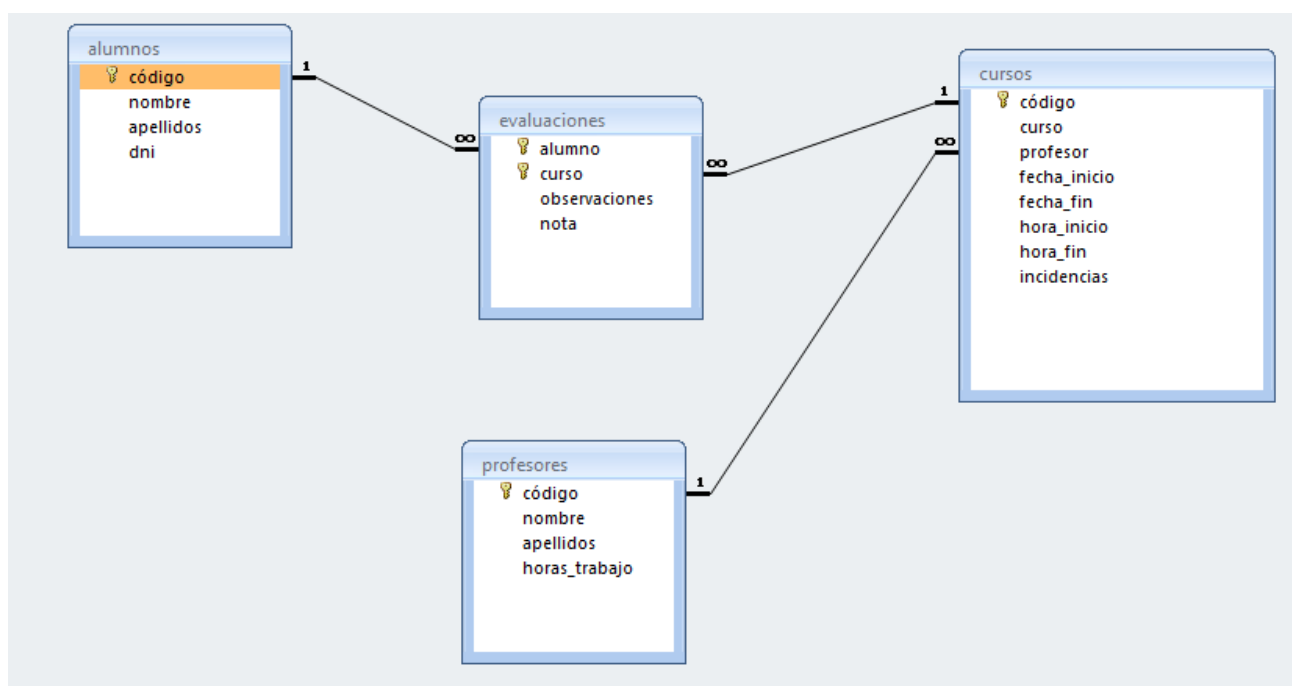 alumnos
código
nombre
apellidos
dni
1
∞
evaluaciones
alumno
curso
observaciones
nota
∞
1
∞
cursos
código
curso
profesor
fecha_inicio
fecha_fin
hora_inicio
hora_fin
incidencias
profesores
código
nombre
apellidos
horas_trabajo
1